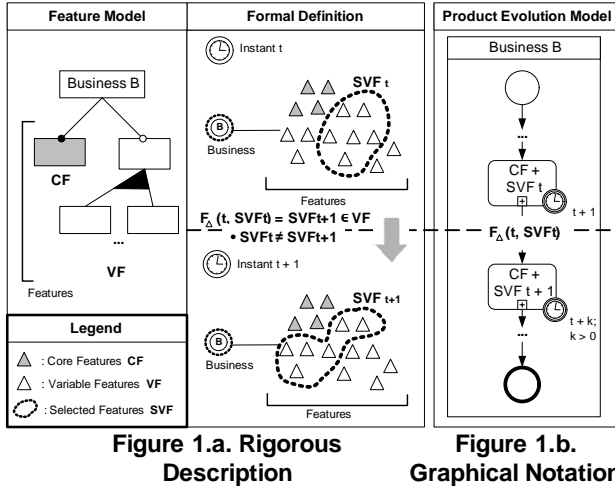 Feature Model
Formal Definition
Product Evolution Model
Business B
CF
...
VF
Features
Legend
: Core Features CF
: Variable Features VF
: Selected Features SVF
Instant t
SVF t
B
Business
Features
F△(t, SVFt) = SVFt+1 ∈ VF
• SVFt ≠ SVFt+1
Instant t + 1
SVF t+1
B
Business
Features
Business B
...
CF +
SVF t
+
t + 1
F△(t, SVFt)
CF +
SVF t + 1
+
t + k;
k > 0
...
Figure 1.a. Rigorous
Description
Figure 1.b.
Graphical Notation